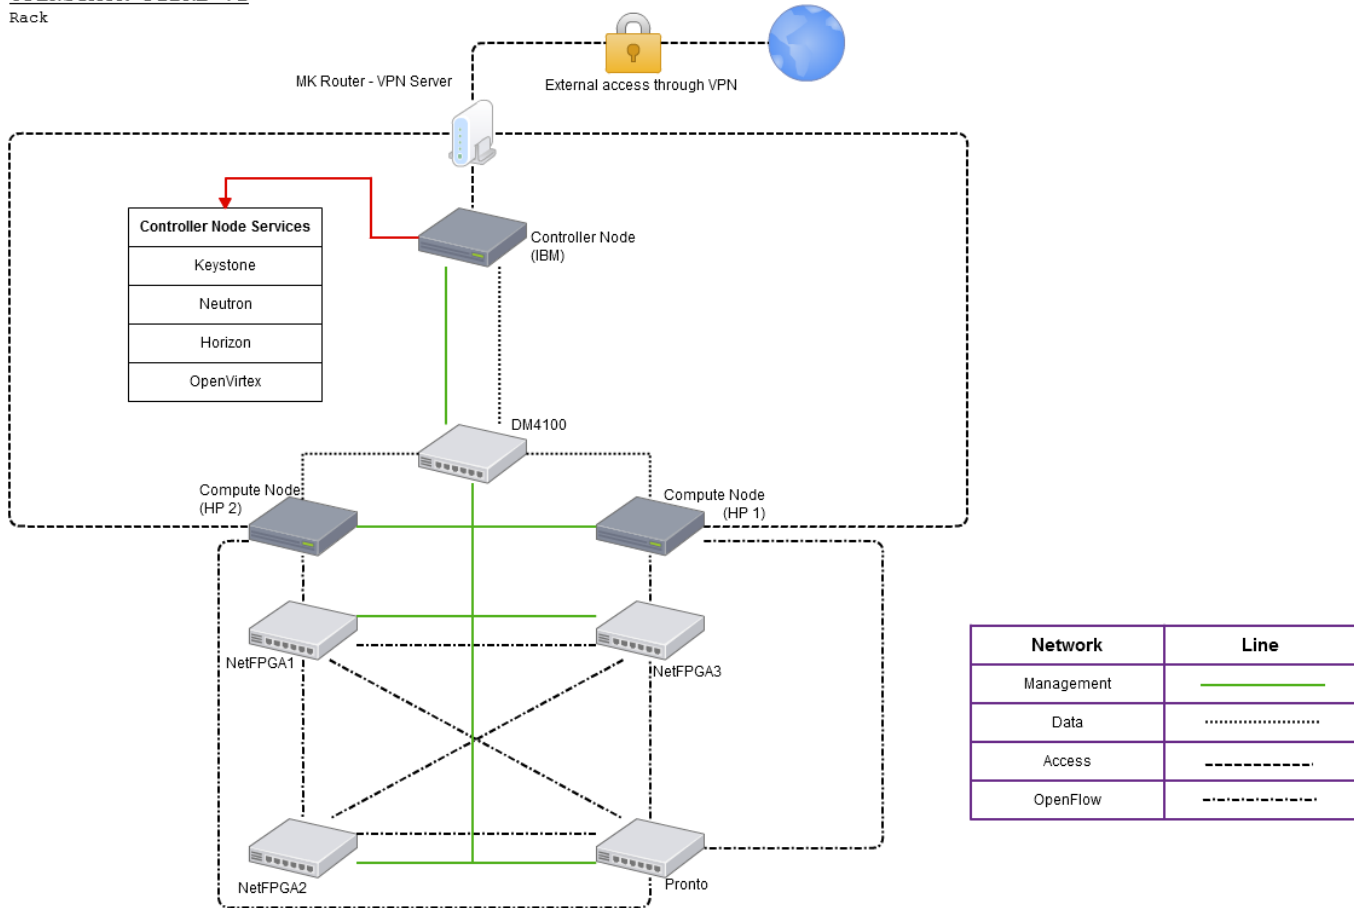 Rack
MK Router - VPN Server
External access through VPN
Controller Node Services
Keystone
Neutron
Horizon
OpenVirtex
Controller Node
(IBM)
DM4100
Compute Node
(HP 2)
Compute Node
(HP 1)
NetFPGA1
NetFPGA3
NetFPGA2
Pronto
Network Line
Management
Data
Access
OpenFlow